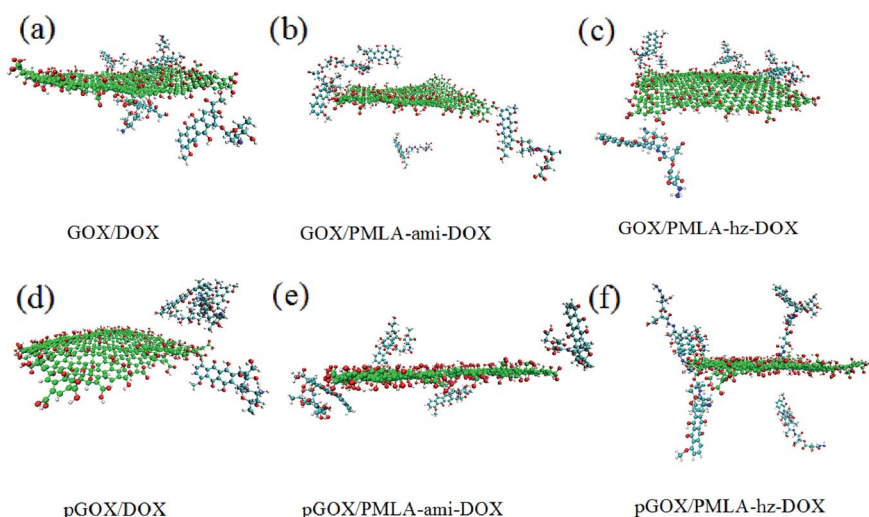 (a)
(b)
(c)
GOX/DOX
GOX/PMLA-ami-DOX
GOX/PMLA-hz-DOX
(d)
(e)
(f)
pGOX/DOX
pGOX/PMLA-ami-DOX
pGOX/PMLA-hz-DOX